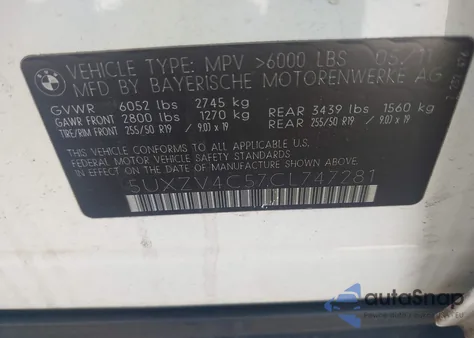 VEHICLE TYPE: MPV >6000 LBS 05/11
MFD BY BAYERISCHE MOTORENWERKE AG
GVWR 6052 lbs 2745 kg
GAWR FRONT 2800 lbs 1270 kg REAR 3439 lbs 1560 kg
TIRE/RIM FRONT 255/50 R19 / 9.0J x 19 REAR 255/50 R19 / 9.0J x 19
THIS VEHICLE CONFORMS TO ALL APPLICABLE
FEDERAL MOTOR VEHICLE SAFETY STANDARDS
IN EFFECT ON THE DATE OF MANUFACTURE SHOWN ABOVE
5UXZV4C57CL747281
autoSnap